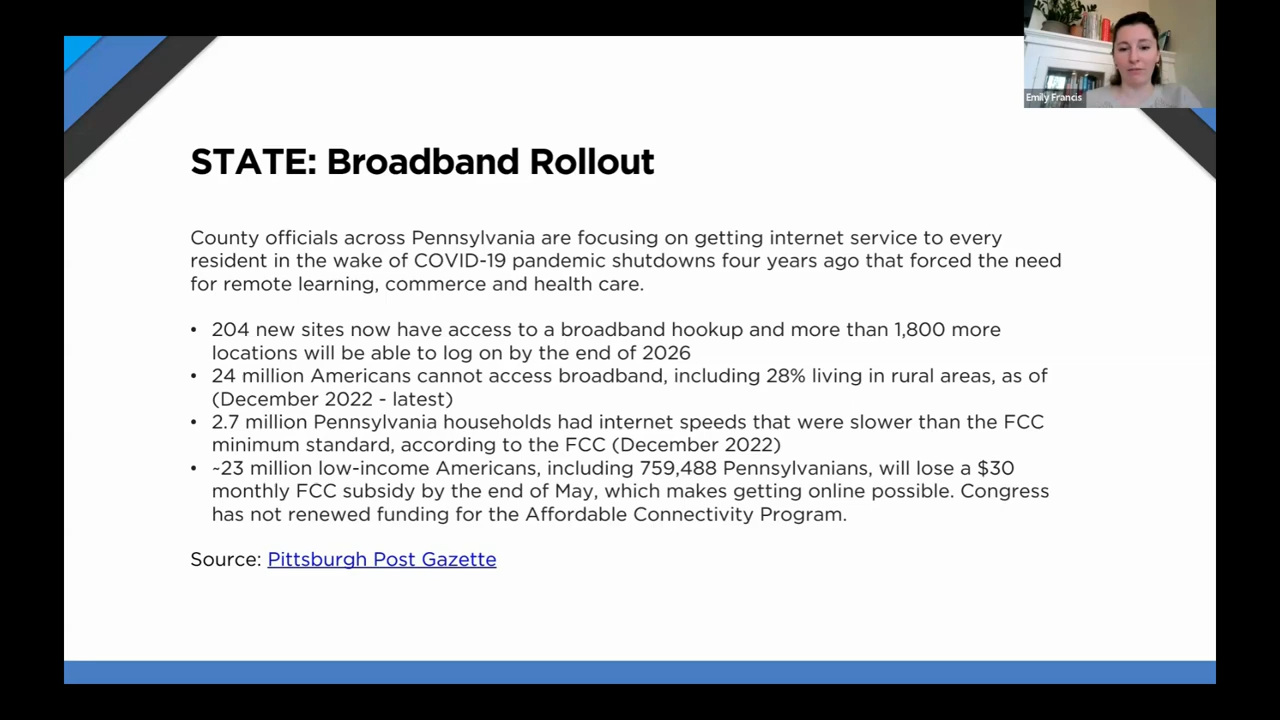 Emily Francis
STATE: Broadband Rollout
County officials across Pennsylvania are focusing on getting internet service to every
resident in the wake of COVID-19 pandemic shutdowns four years ago that forced the need
for remote learning, commerce and health care.
• 204 new sites now have access to a broadband hookup and more than 1,800 more
locations will be able to log on by the end of 2026
• 24 million Americans cannot access broadband, including 28% living in rural areas, as of
(December 2022 - latest)
• 2.7 million Pennsylvania households had internet speeds that were slower than the FCC
minimum standard, according to the FCC (December 2022)
• ~23 million low-income Americans, including 759,488 Pennsylvanians, will lose a $30
monthly FCC subsidy by the end of May, which makes getting online possible. Congress
has not renewed funding for the Affordable Connectivity Program.
Source: Pittsburgh Post Gazette